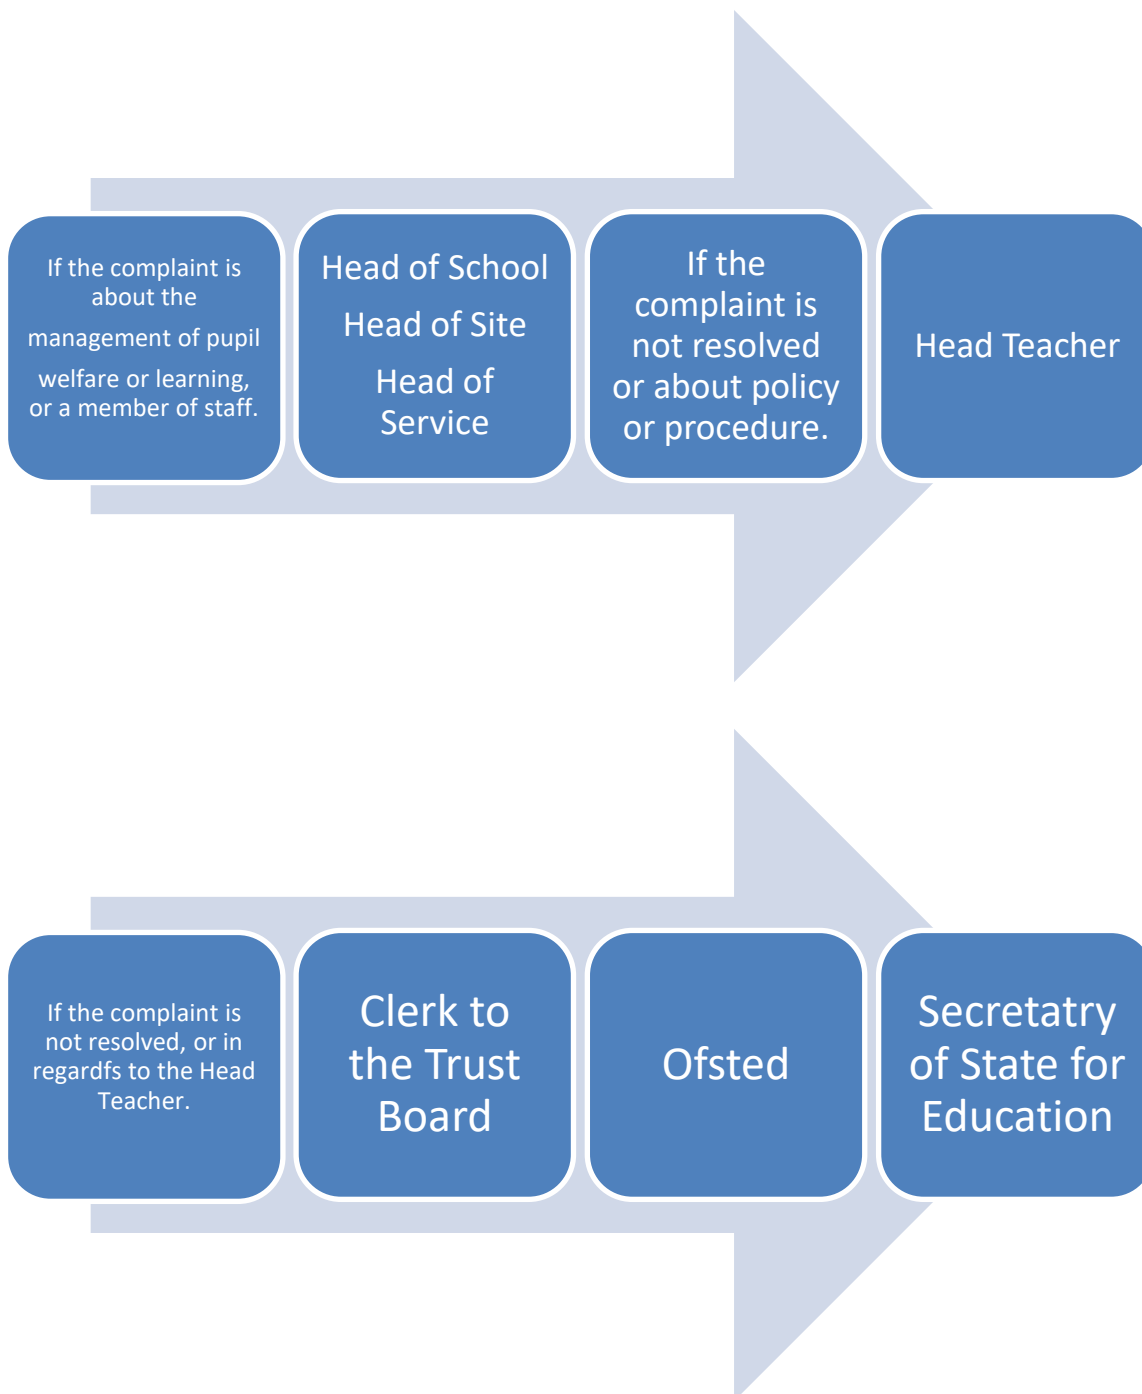 If the complaint is
about the
management of pupil
welfare or learning,
or a member of staff.
Head of School
Head of Site
Head of
Service
If the
complaint is
not resolved
or about policy
or procedure.
Head Teacher
If the complaint is
not resolved, or in
regardfs to the Head
Teacher.
Clerk to
the Trust
Board
Ofsted
Secretatry
of State for
Education